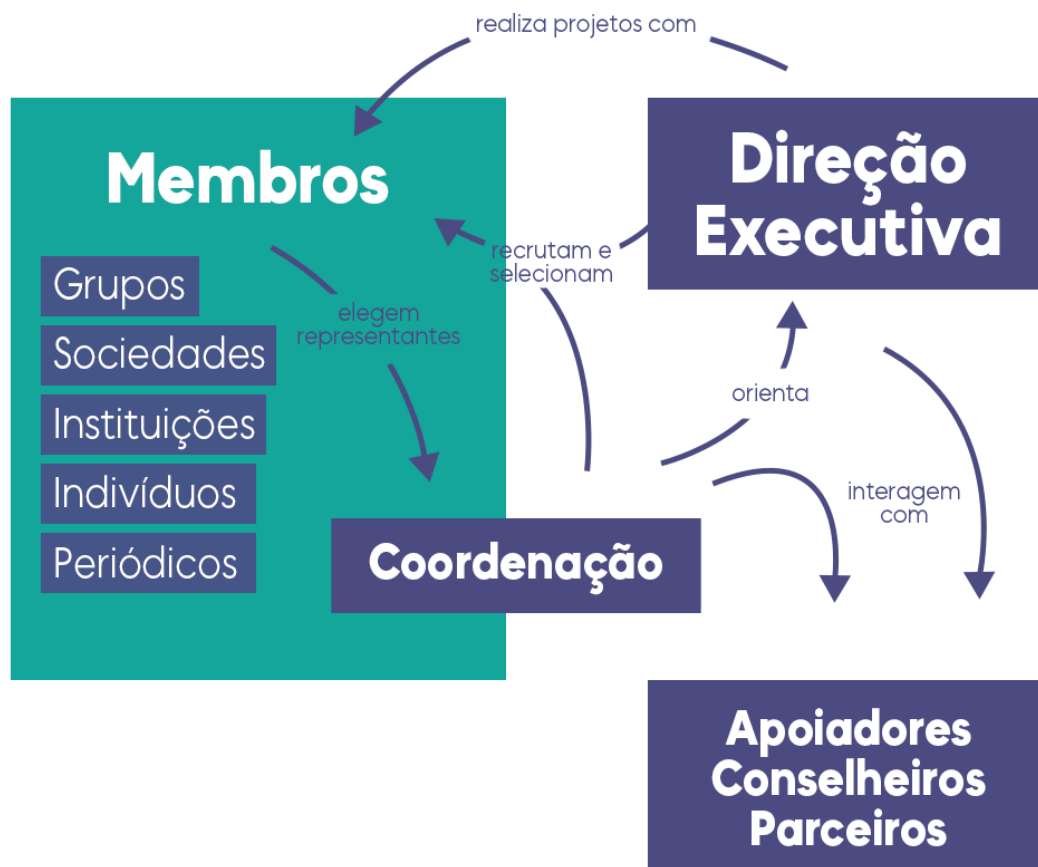 realiza projetos com
Membros
Direção
Executiva
recrutam e
selecionam
Grupos
Sociedades
Instituições
Indivíduos
Periódicos
elegem
representantes
orienta
interagem
com
Coordenação
Apoiadores
Conselheiros
Parceiros